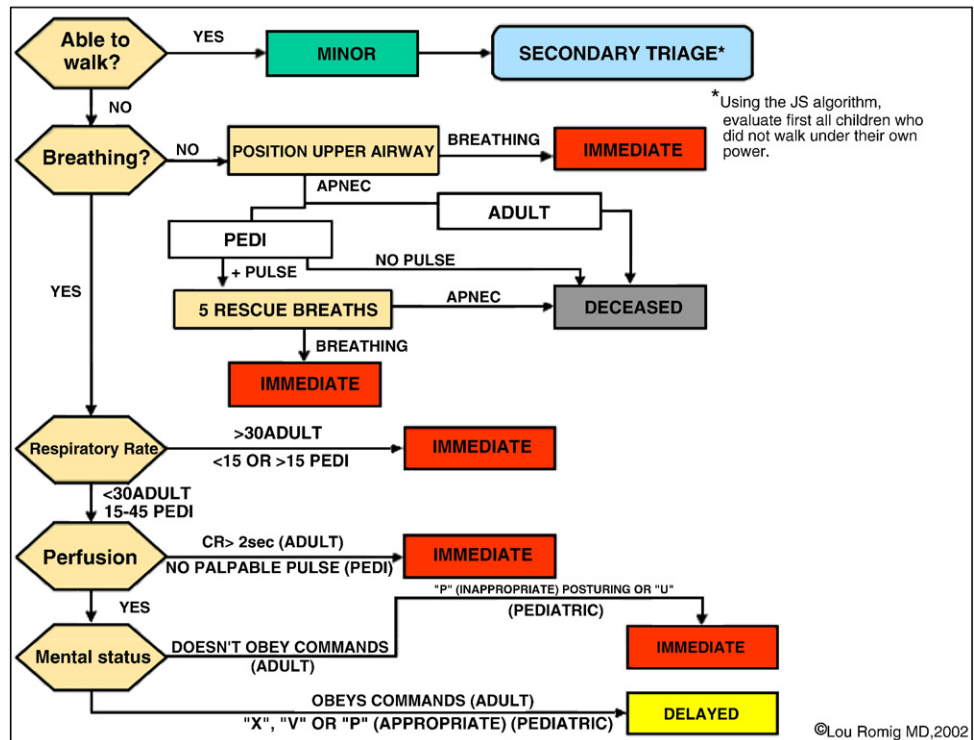 Able to
walk?
YES
MINOR
SECONDARY TRIAGE*
NO
*Using the JS algorithm,
evaluate first all children who
did not walk under their own
power.
Breathing?
NO
POSITION UPPER AIRWAY
BREATHING
IMMEDIATE
APNEC
ADULT
PEDI
+ PULSE
NO PULSE
YES
5 RESCUE BREATHS
APNEC
DECEASED
BREATHING
IMMEDIATE
Respiratory Rate
>30ADULT
<15 OR >15 PEDI
IMMEDIATE
<30ADULT
15-45 PEDI
Perfusion
CR> 2sec (ADULT)
NO PALPABLE PULSE (PEDI)
IMMEDIATE
"P" (INAPPROPRIATE) POSTURING OR "U"
(PEDIATRIC)
YES
Mental status
DOESN'T OBEY COMMANDS
(ADULT)
IMMEDIATE
OBEYS COMMANDS (ADULT)
"X", "V" OR "P" (APPROPRIATE) (PEDIATRIC)
DELAYED
©Lou Romig MD,2002